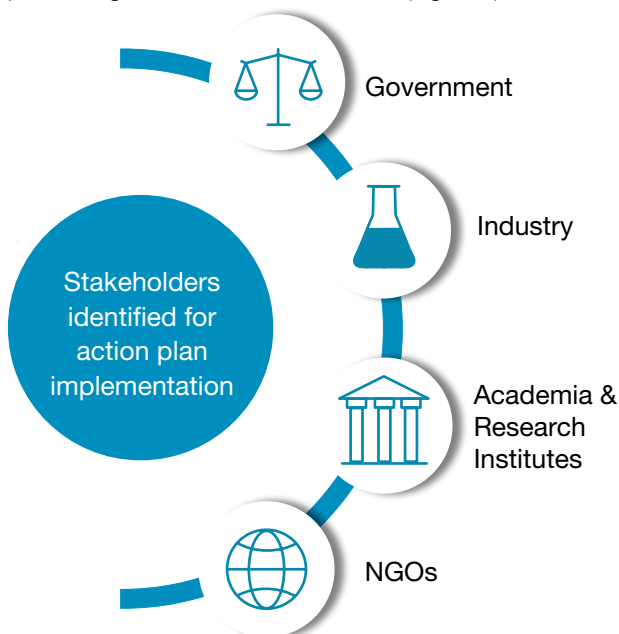 Government
Industry
Stakeholders
identified for
action plan
implementation
Academia &
Research
Institutes
NGOs